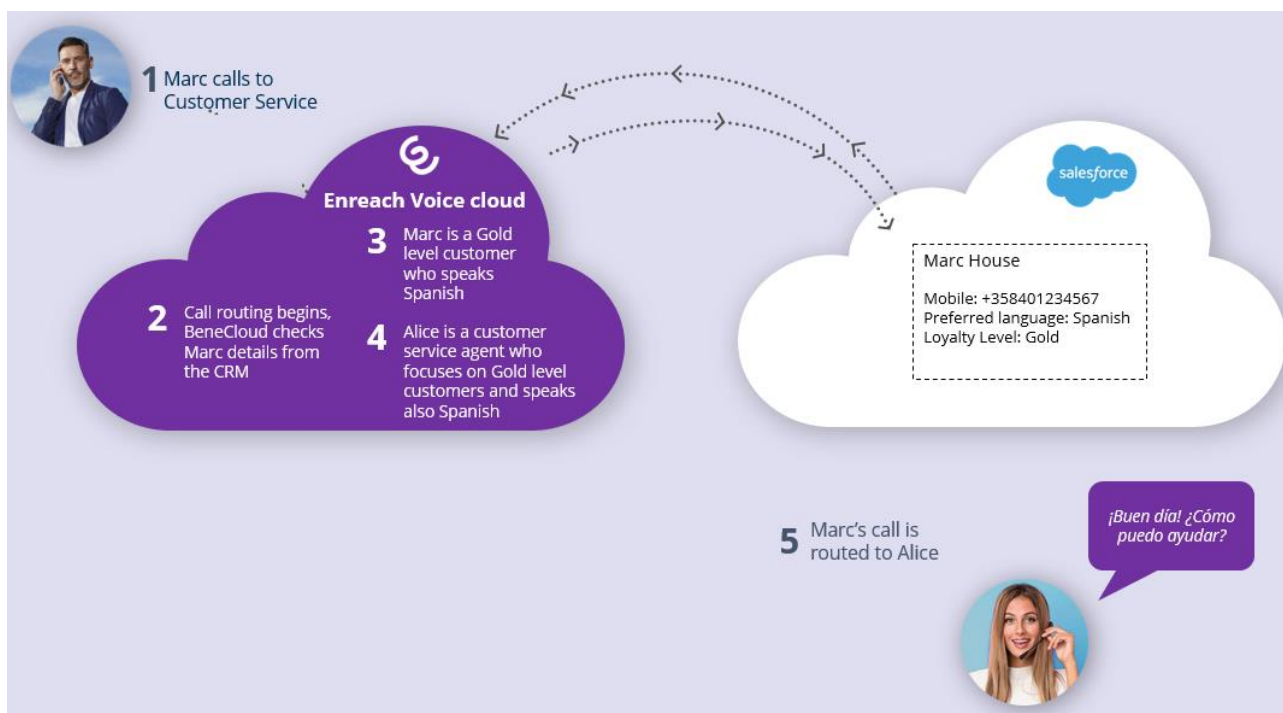 1 Marc calls to
Customer Service
Enreach Voice cloud
2 Call routing begins,
BeneCloud checks
Marc details from
the CRM
3 Marc is a Gold
level customer
who speaks
Spanish
4 Alice is a customer
service agent who
focuses on Gold level
customers and speaks
also Spanish
salesforce
Marc House
Mobile: +358401234567
Preferred language: Spanish
Loyalty Level: Gold
5 Marc's call is
routed to Alice
¡Buen día! ¿Cómo
puedo ayudar?